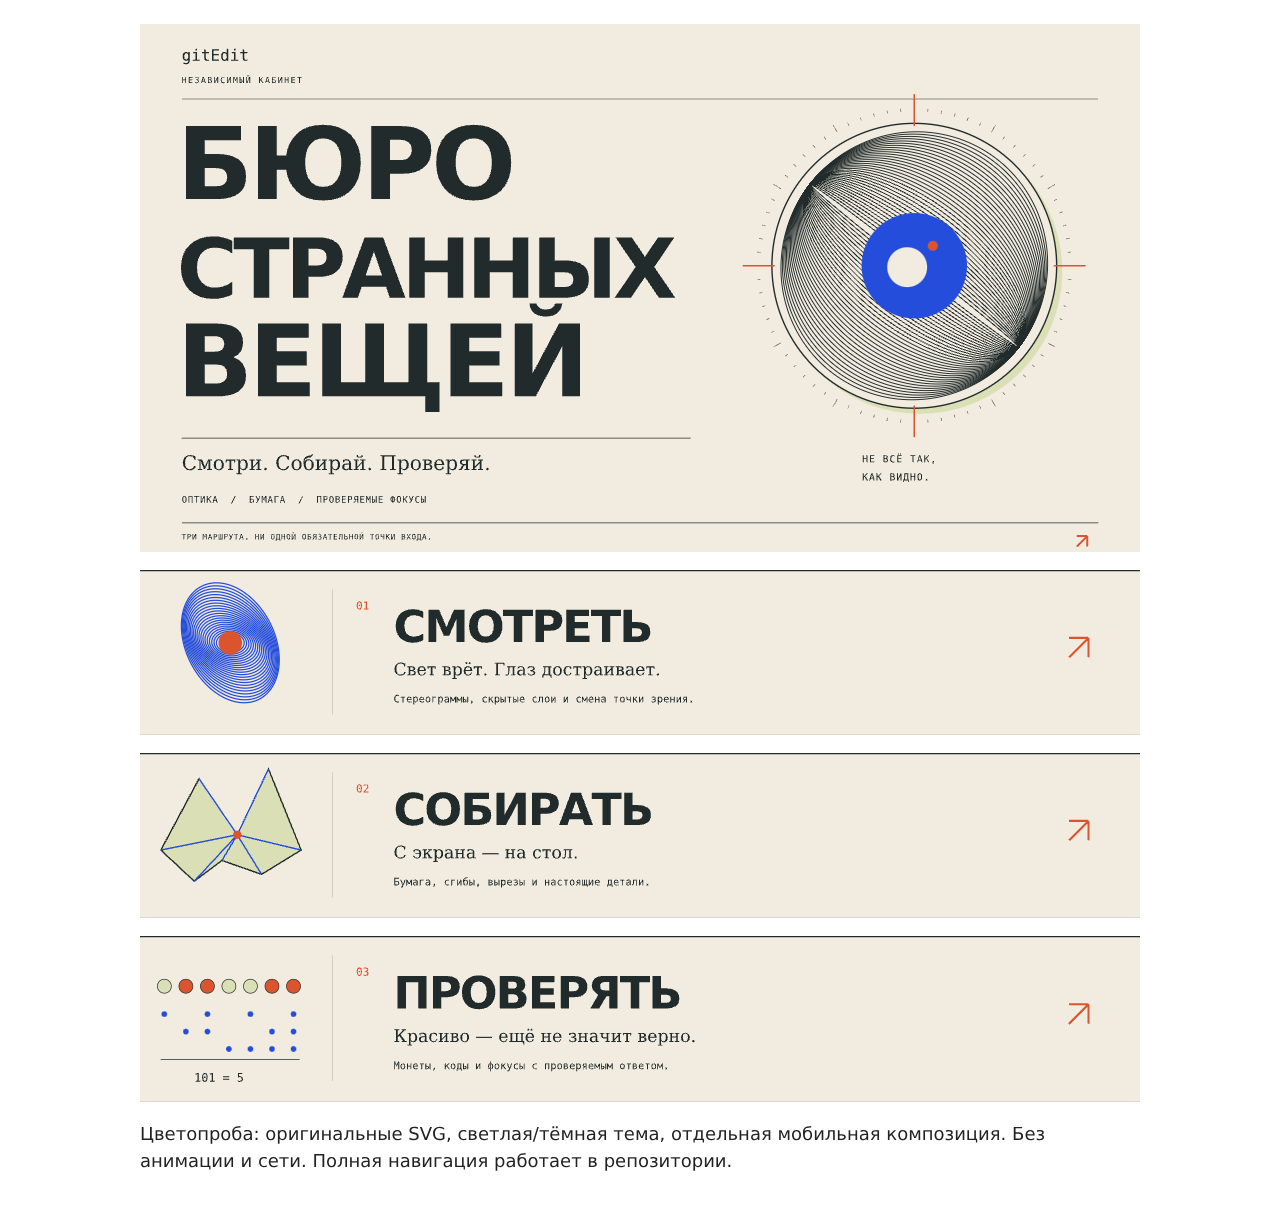 gitEdit
НЕЗАВИСИМЫЙ КАБИНЕТ
БЮРО
СТРАННЫХ
ВЕЩЕЙ
Смотри. Собирай. Проверяй.
ОПТИКА / БУМАГА / ПРОВЕРЯЕМЫЕ ФОКУСЫ
НЕ ВСЁ ТАК,
КАК ВИДНО.
ТРИ МАРШРУТА. НИ ОДНОЙ ОБЯЗАТЕЛЬНОЙ ТОЧКИ ВХОДА.
01
СМОТРЕТЬ
Свет врёт. Глаз достраивает.
Стереограммы, скрытые слои и смена точки зрения.
02
СОБИРАТЬ
С экрана — на стол.
Бумага, сгибы, вырезы и настоящие детали.
03
ПРОВЕРЯТЬ
Красиво — ещё не значит верно.
Монеты, коды и фокусы с проверяемым ответом.
101 = 5
Цветопроба: оригинальные SVG, светлая/тёмная тема, отдельная мобильная композиция. Без
анимации и сети. Полная навигация работает в репозитории.